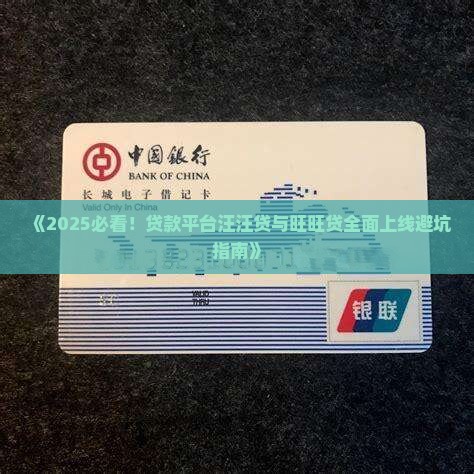 中国银行
BANK OF CHINA
长城电子借记卡
Valid Only in China
《2025必看！贷款平台汪汪贷与旺旺贷全面上线避坑
指南》
VALID
THRU
银联